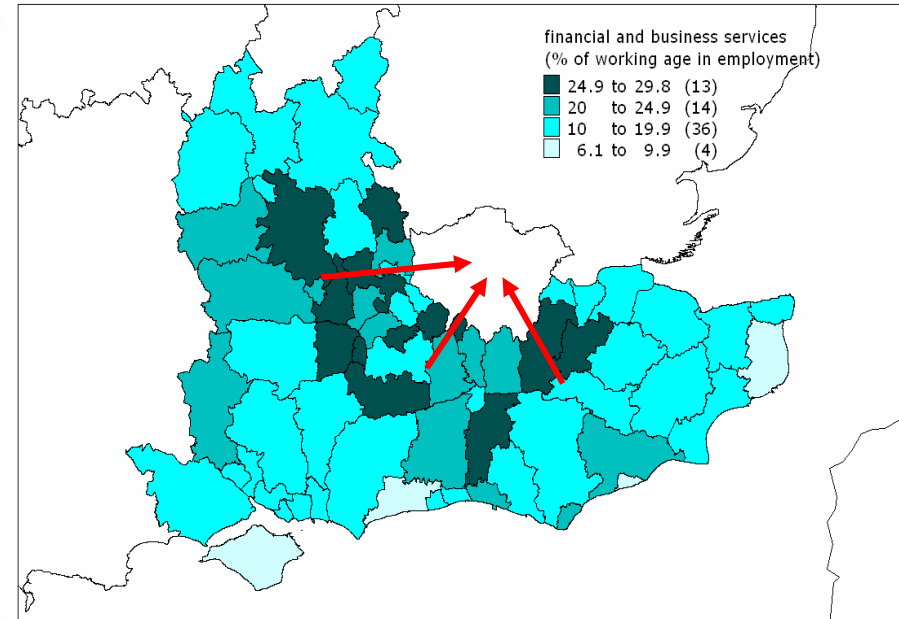 financial and business services
(% of working age in employment)
24.9 to 29.8 (13)
20 to 24.9 (14)
10 to 19.9 (36)
6.1 to 9.9 (4)